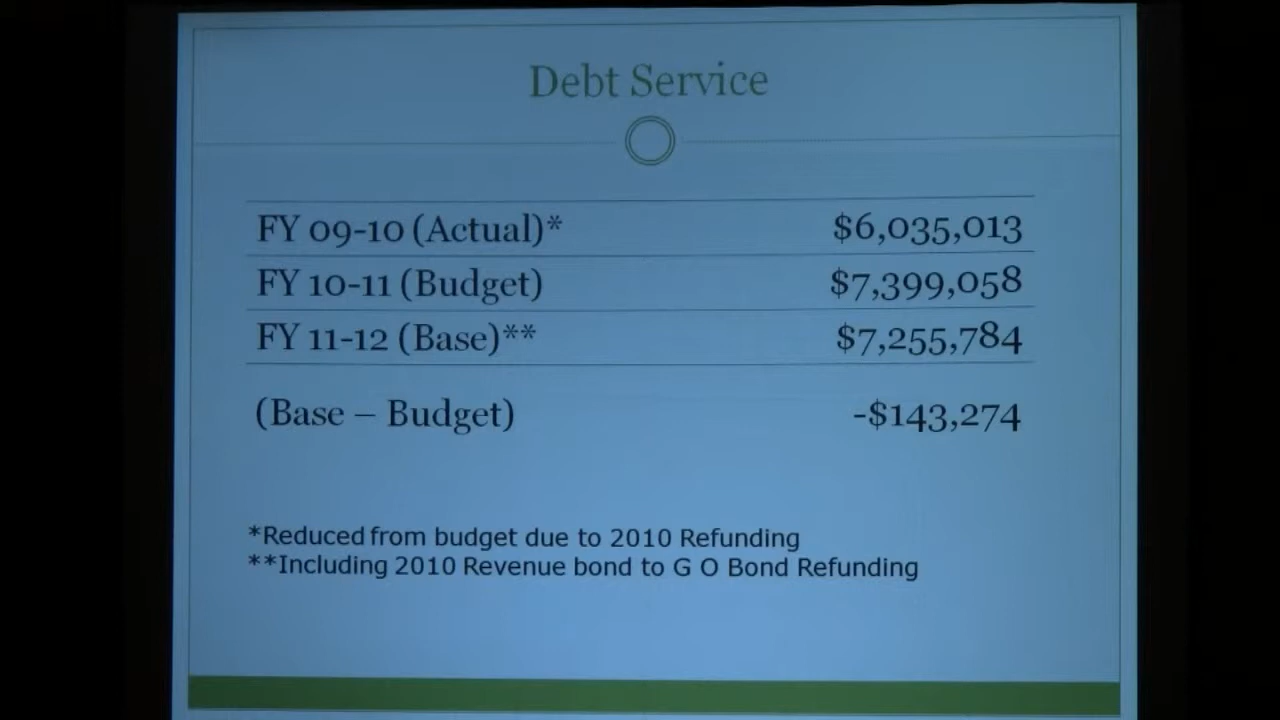 Debt Service
FY 09-10 (Actual)* $6,035,013
FY 10-11 (Budget) $7,399,058
FY 11-12 (Base)** $7,255,784
(Base – Budget) -$143,274
*Reduced from budget due to 2010 Refunding
**Including 2010 Revenue bond to G O Bond Refunding